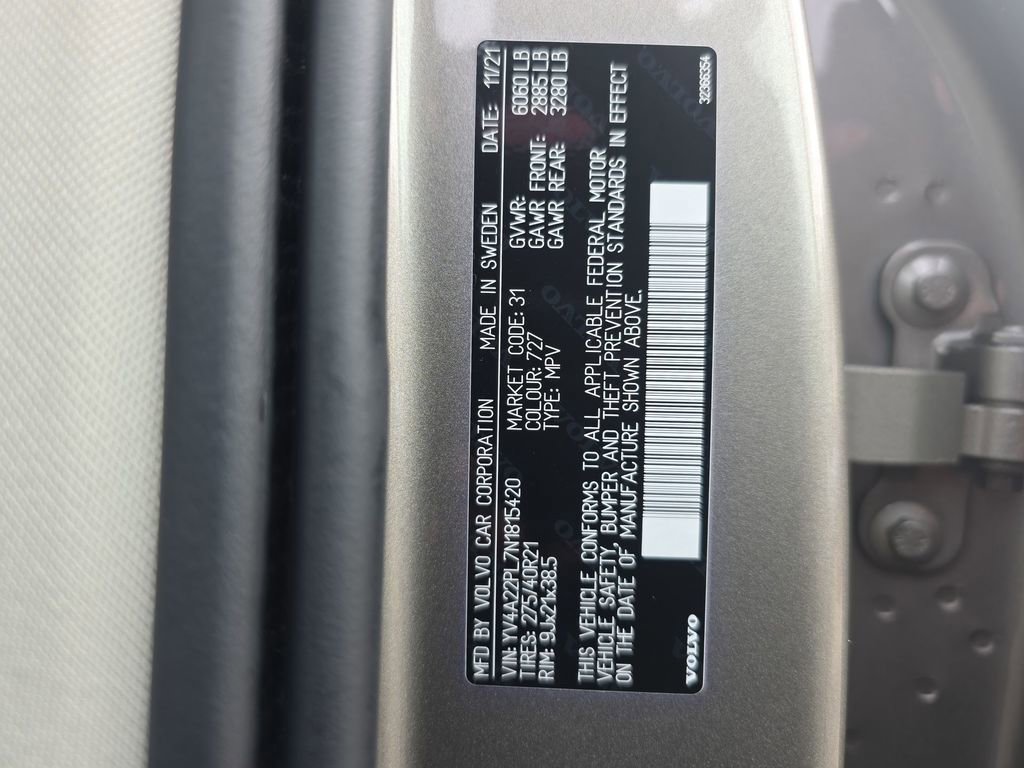 MFD BY VOLVO CAR CORPORATION MADE IN SWEDEN DATE: 11/21
VIN: YV4A22PL7N1815420 MARKET CODE: 31 GVWR: 6060 LB
TIRES: 275/40R21 COLOUR: 727 GAWR FRONT: 2885 LB
RIM: 9Jx21x38.5 TYPE: MPV GAWR REAR: 3280 LB
THIS VEHICLE CONFORMS TO ALL APPLICABLE FEDERAL MOTOR
VEHICLE SAFETY, BUMPER AND THEFT PREVENTION STANDARDS IN EFFECT
ON THE DATE OF MANUFACTURE SHOWN ABOVE.
VOLVO 32366354